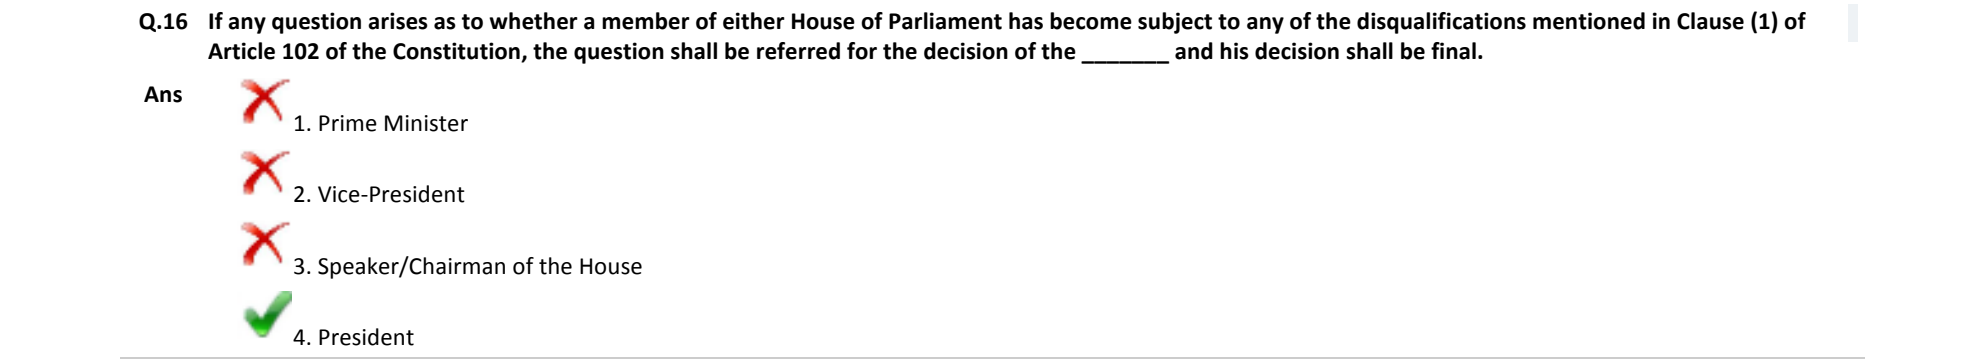 Q.16 If any question arises as to whether a member of either House of Parliament has become subject to any of the disqualifications mentioned in Clause (1) of
Article 102 of the Constitution, the question shall be referred for the decision of the _______ and his decision shall be final.
Ans
1. Prime Minister
2. Vice-President
3. Speaker/Chairman of the House
4. President